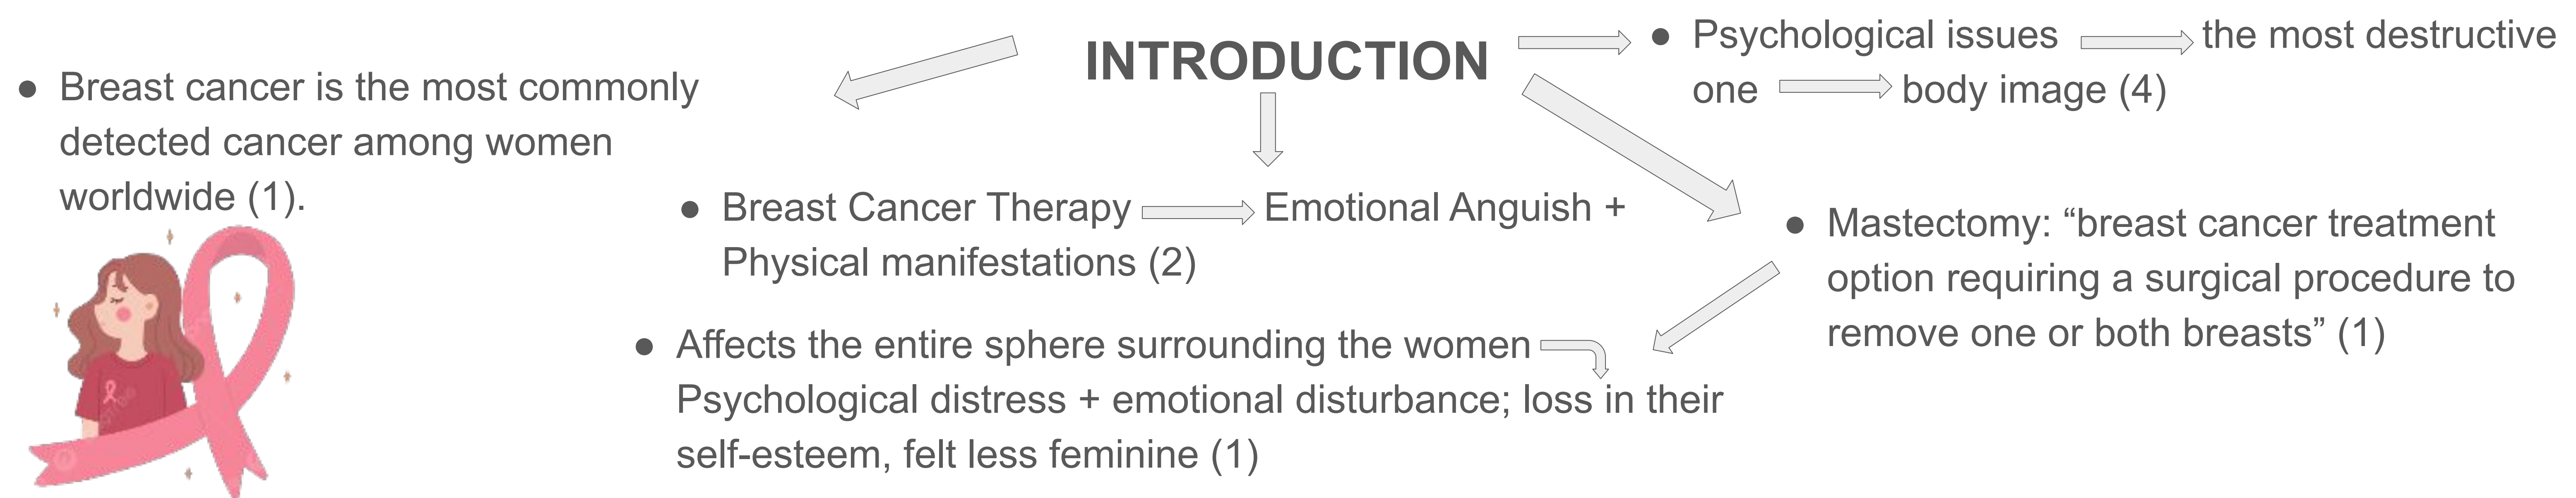 INTRODUCTION
● Breast cancer is the most commonly
detected cancer among women
worldwide (1).
● Breast Cancer Therapy Emotional Anguish +
Physical manifestations (2)
● Psychological issues the most destructive
one body image (4)
● Mastectomy: “breast cancer treatment
option requiring a surgical procedure to
remove one or both breasts” (1)
● Affects the entire sphere surrounding the women
Psychological distress + emotional disturbance; loss in their
self-esteem, felt less feminine (1)